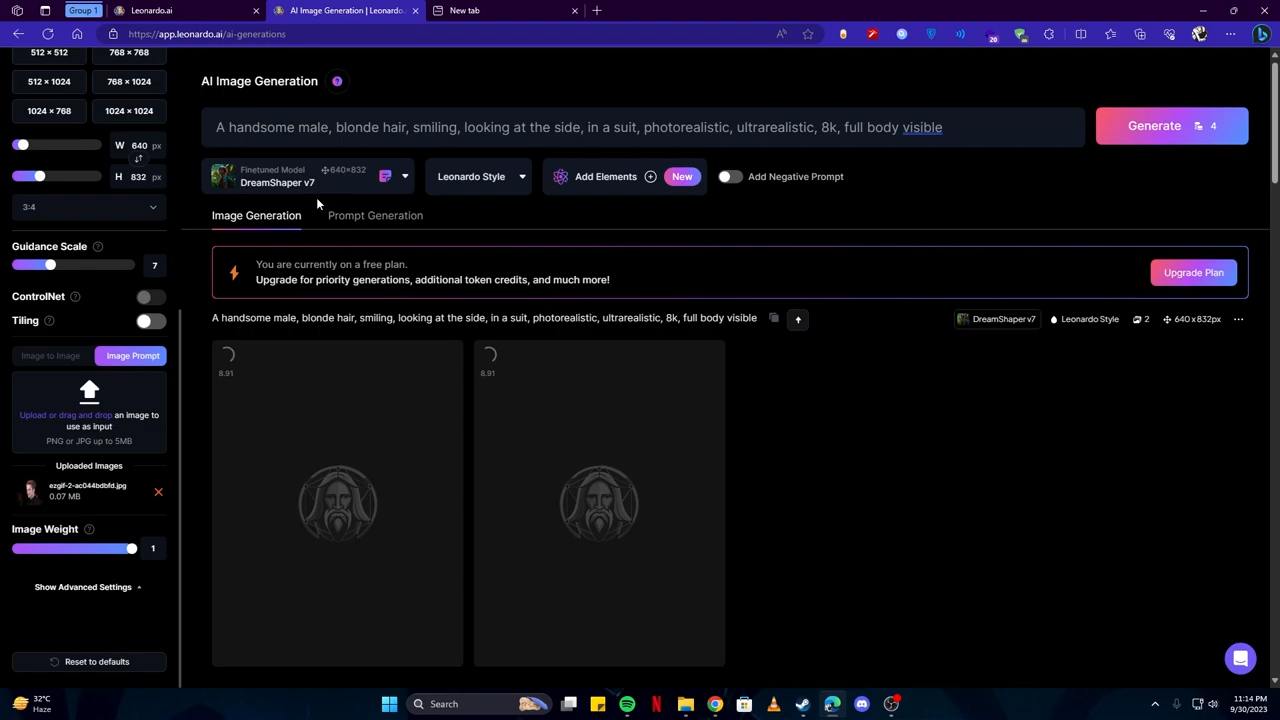 Group 1
Leonardo.ai
AI Image Generation | Leonardo.
New tab
https://app.leonardo.ai/ai-generations
20
512 × 512
768 × 768
512 × 1024
768 × 1024
1024 × 768
1024 × 1024
W 640 px
H 832 px
3:4
Guidance Scale
7
ControlNet
Tiling
Image to Image
Image Prompt
Upload or drag and drop an image to
use as input
PNG or JPG up to 5MB
Uploaded Images
ezgif-2-ac044bdbfd.jpg
0.07 MB
Image Weight
1
Show Advanced Settings
Reset to defaults
AI Image Generation ?
A handsome male, blonde hair, smiling, looking at the side, in a suit, photorealistic, ultrarealistic, 8k, full body visible
Generate 4
Finetuned Model 640×832
DreamShaper v7
Leonardo Style
Add Elements
New
Add Negative Prompt
Image Generation
Prompt Generation
You are currently on a free plan.
Upgrade for priority generations, additional token credits, and much more!
Upgrade Plan
A handsome male, blonde hair, smiling, looking at the side, in a suit, photorealistic, ultrarealistic, 8k, full body visible
DreamShaper v7
Leonardo Style
2
640 x 832px
8.91
8.91
32°C
Haze
Search
11:14 PM
9/30/2023